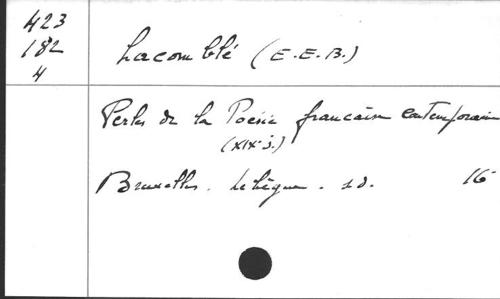 423
182
4
Lacomblé (E.E.B.)
Perles de la Poésie française contemporaine
(XIXe s.)
Bruxelles. Lebègue. s d. 16°